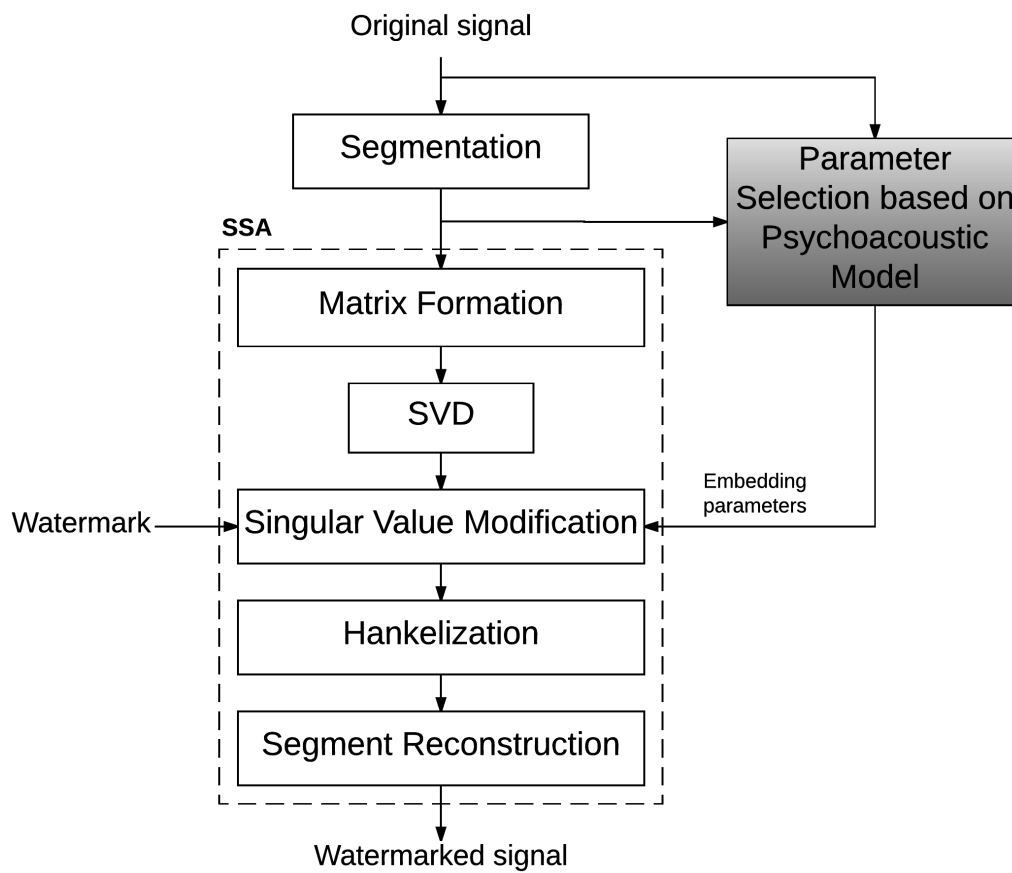 Original signal
Segmentation
Parameter
Selection based on
Psychoacoustic
Model
SSA
Matrix Formation
SVD
Embedding
parameters
Watermark
Singular Value Modification
Hankelization
Segment Reconstruction
Watermarked signal